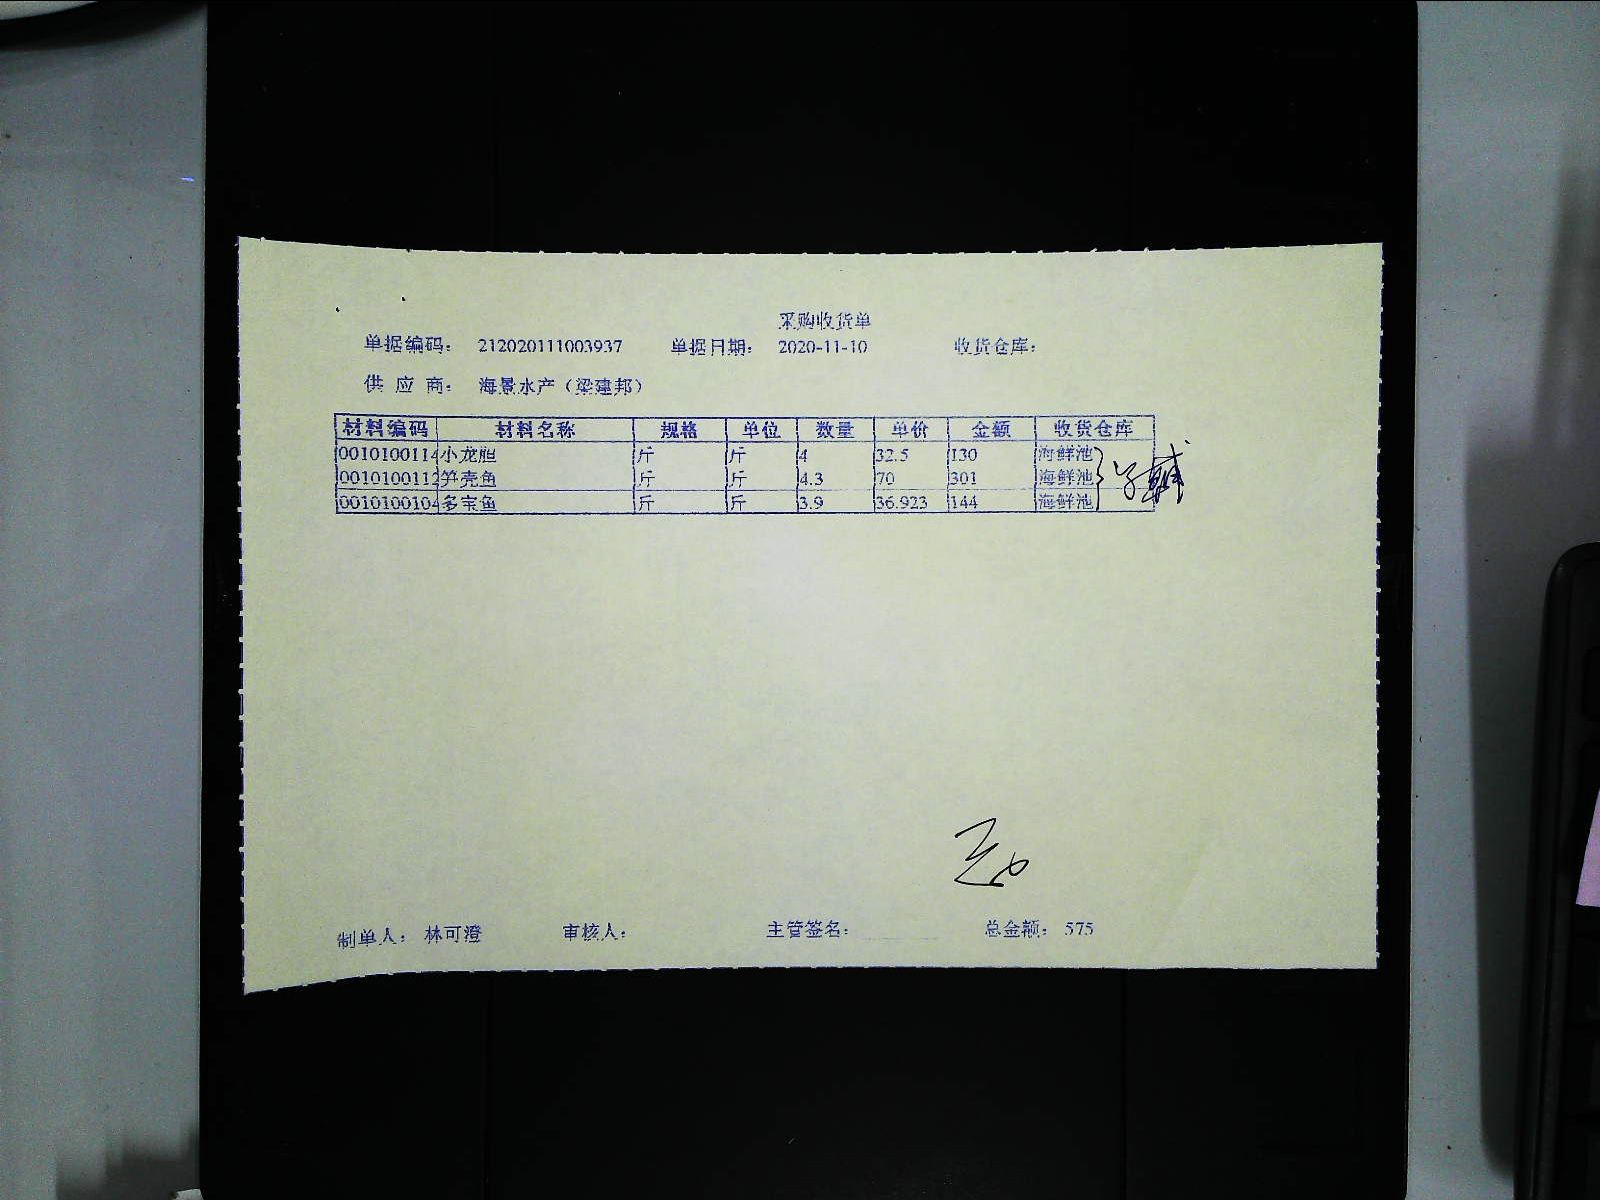 采购收货单
单据编码： 212020111003937 单据日期： 2020-11-10 收货仓库：
供 应 商： 海景水产（梁建邦）
材料编码 材料名称 规格 单位 数量 单价 金额 收货仓库
0010100114 小龙胆 斤 斤 4 32.5 130 海鲜池
0010100112 笋壳鱼 斤 斤 4.3 70 301 海鲜池
0010100104 多宝鱼 斤 斤 3.9 36.923 144 海鲜池
制单人： 林可澄 审核人： 主管签名： 总金额： 575